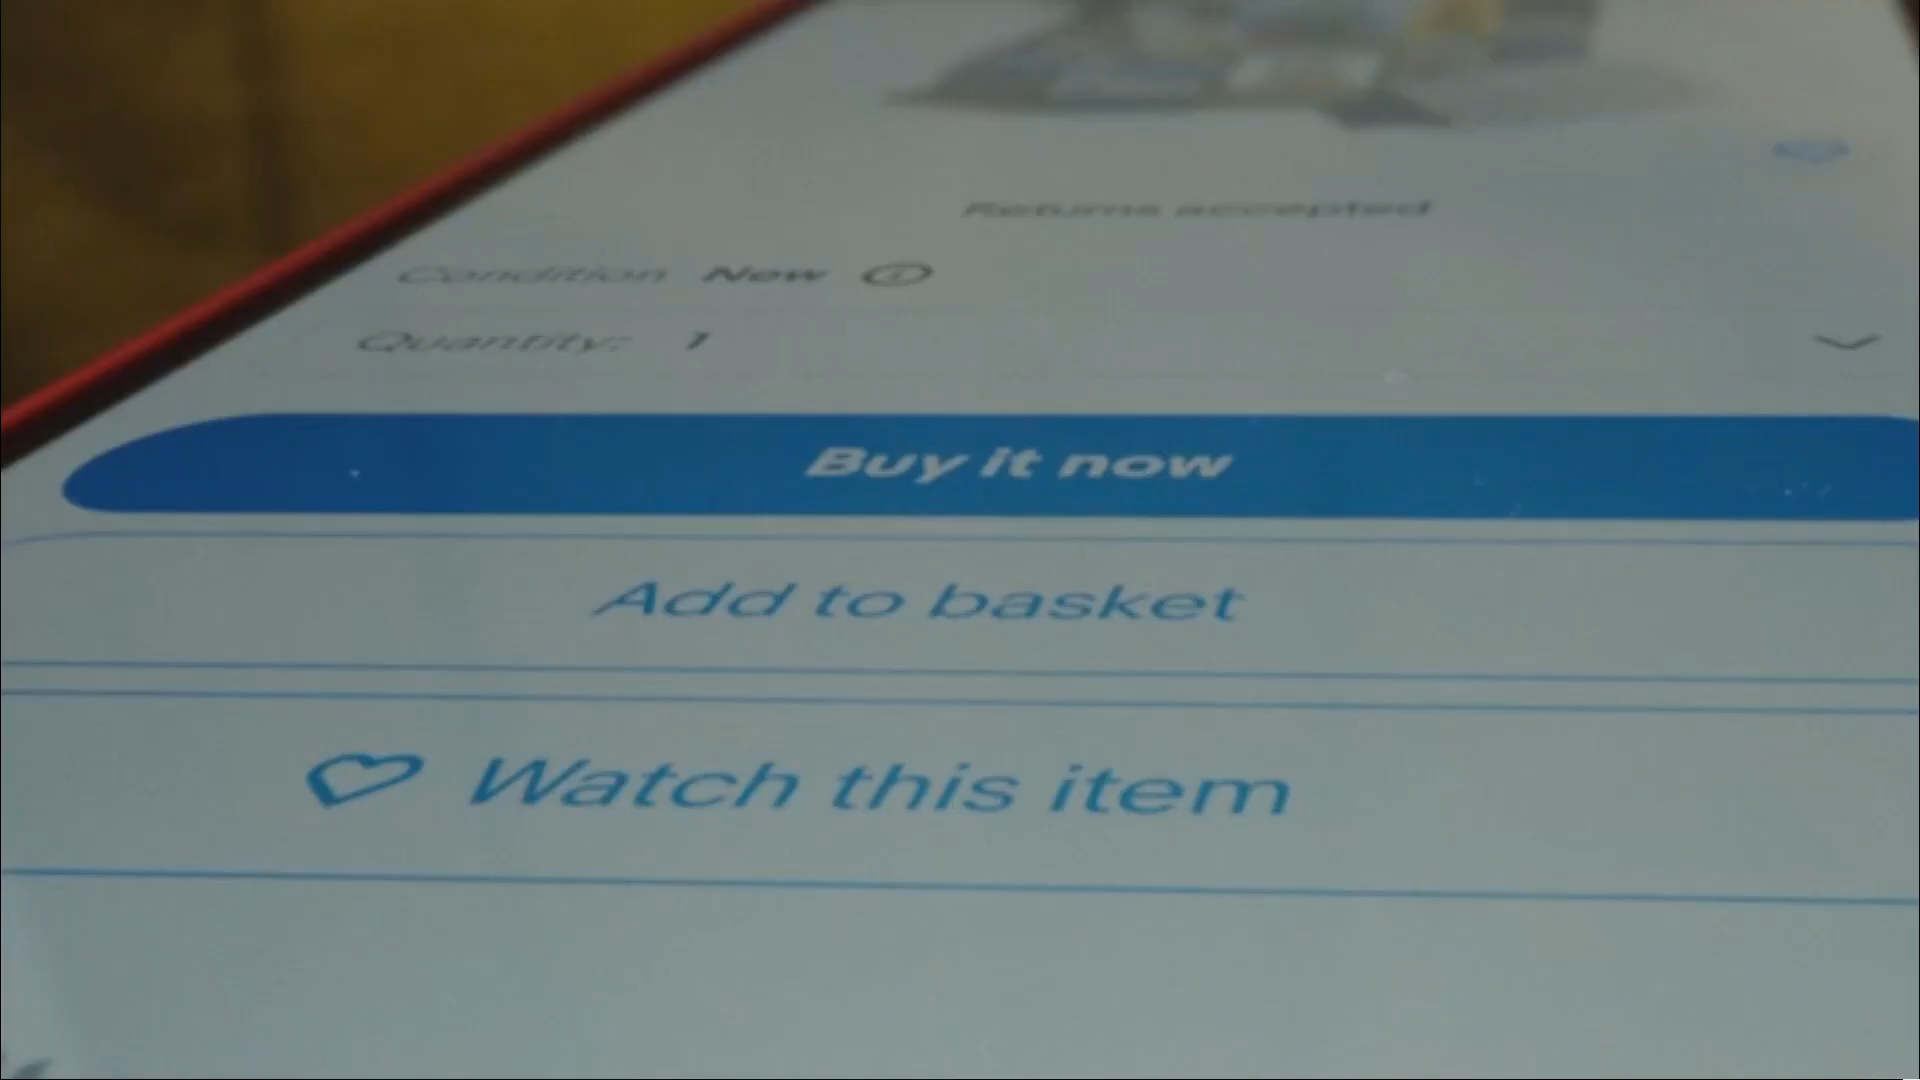 Returns accepted
Condition New
Quantity: 1
Buy it now
Add to basket
Watch this item